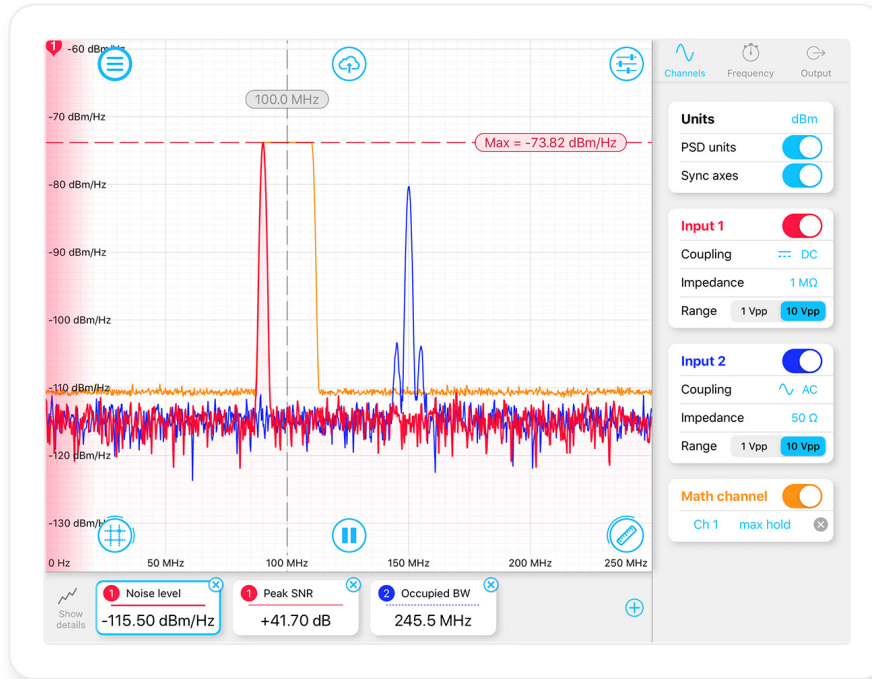 1
-60 dBm/Hz
100.0 MHz
-70 dBm/Hz
Max = -73.82 dBm/Hz
-80 dBm/Hz
-90 dBm/Hz
-100 dBm/Hz
-110 dBm/Hz
-120 dBm/Hz
-130 dBm/H
0 Hz 50 MHz 100 MHz 150 MHz 200 MHz 250 MHz
Show
details
1 Noise level
-115.50 dBm/Hz
1 Peak SNR
+41.70 dB
2 Occupied BW
245.5 MHz
Channels Frequency Output
Units dBm
PSD units
Sync axes
Input 1
Coupling DC
Impedance 1 MΩ
Range 1 Vpp 10 Vpp
Input 2
Coupling AC
Impedance 50 Ω
Range 1 Vpp 10 Vpp
Math channel
Ch 1 max hold